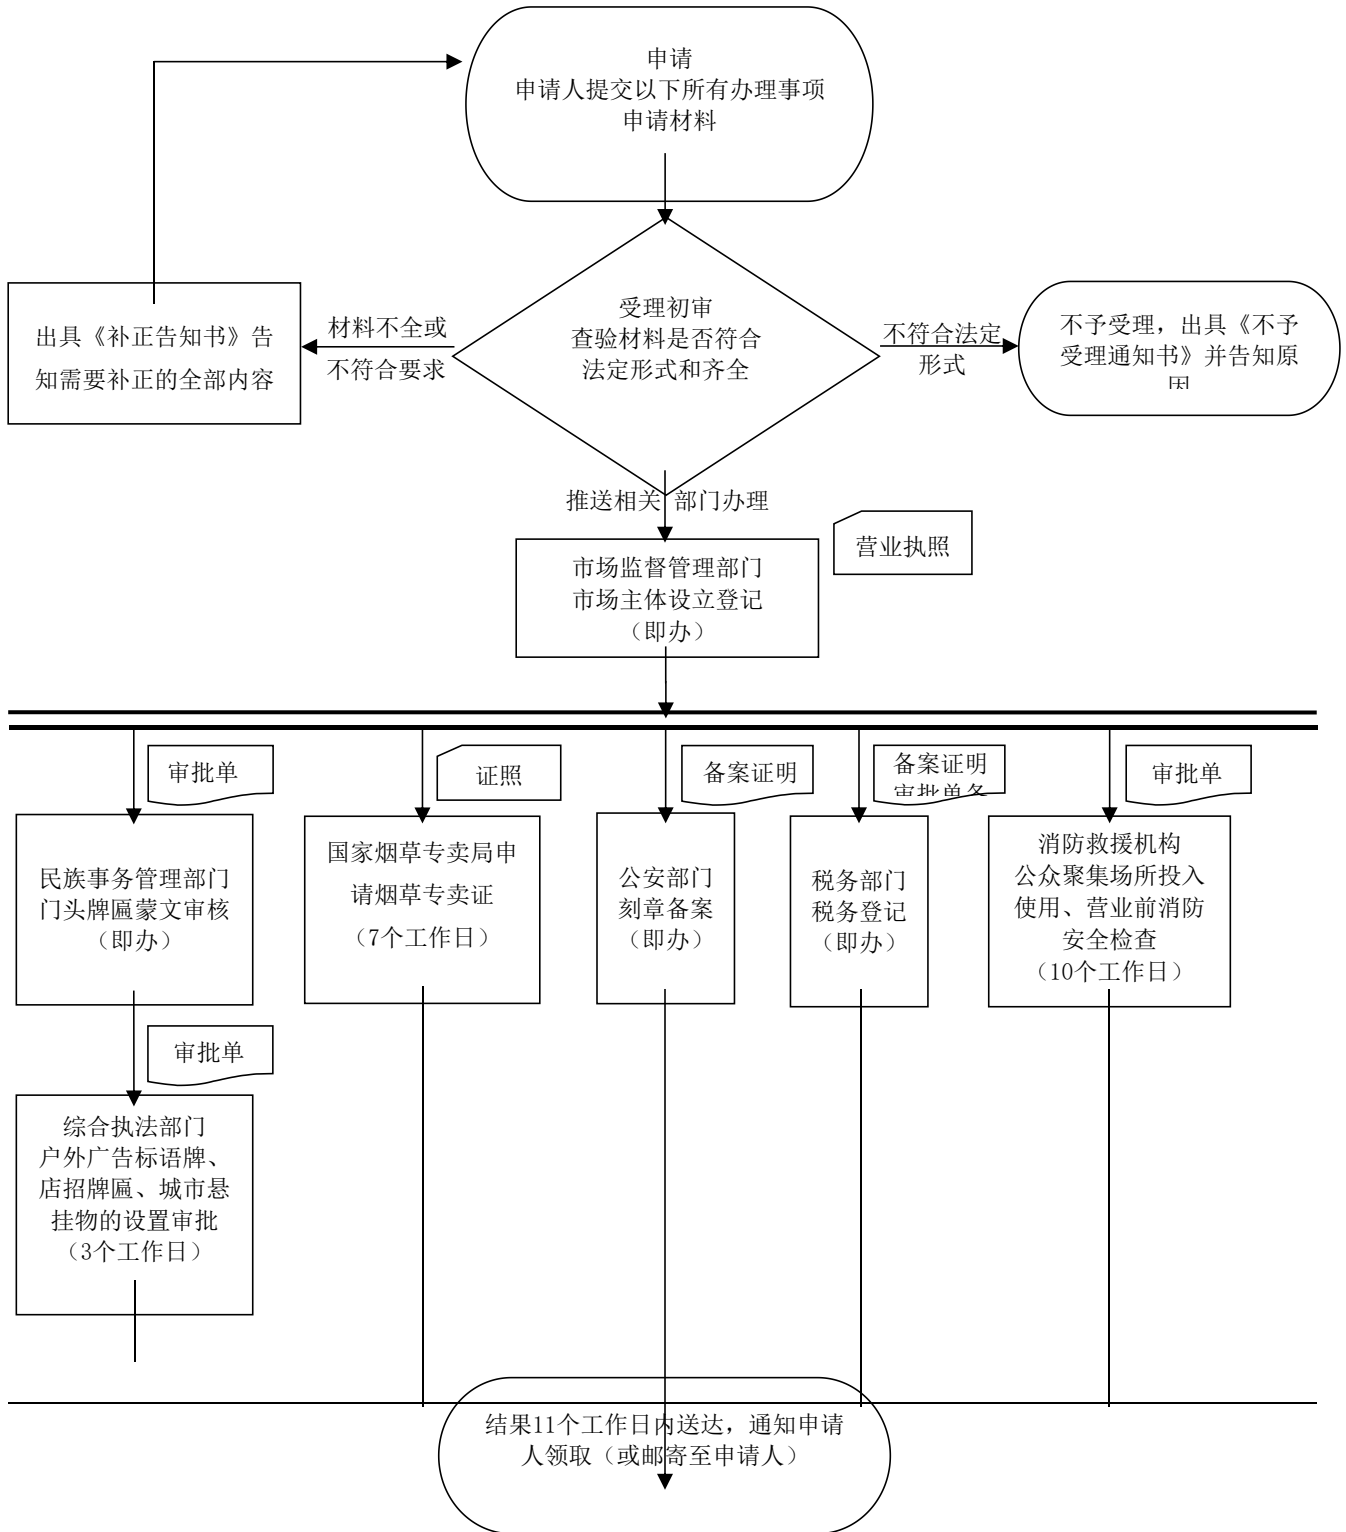 申请
申请人提交以下所有办理事项
申请材料
出具《补正告知书》告
知需要补正的全部内容
材料不全或
不符合要求
受理初审
查验材料是否符合
法定形式和齐全
不符合法定
形式
不予受理，出具《不予
受理通知书》并告知原
因
推送相关 部门办理
营业执照
市场监督管理部门
市场主体设立登记
（即办）
审批单
证照
备案证明
备案证明
审批单各
审批单
民族事务管理部门
门头牌匾蒙文审核
（即办）
国家烟草专卖局申
请烟草专卖证
（7个工作日）
公安部门
刻章备案
（即办）
税务部门
税务登记
（即办）
消防救援机构
公众聚集场所投入
使用、营业前消防
安全检查
（10个工作日）
审批单
综合执法部门
户外广告标语牌、
店招牌匾、城市悬
挂物的设置审批
（3个工作日）
结果11个工作日内送达，通知申请
人领取（或邮寄至申请人）